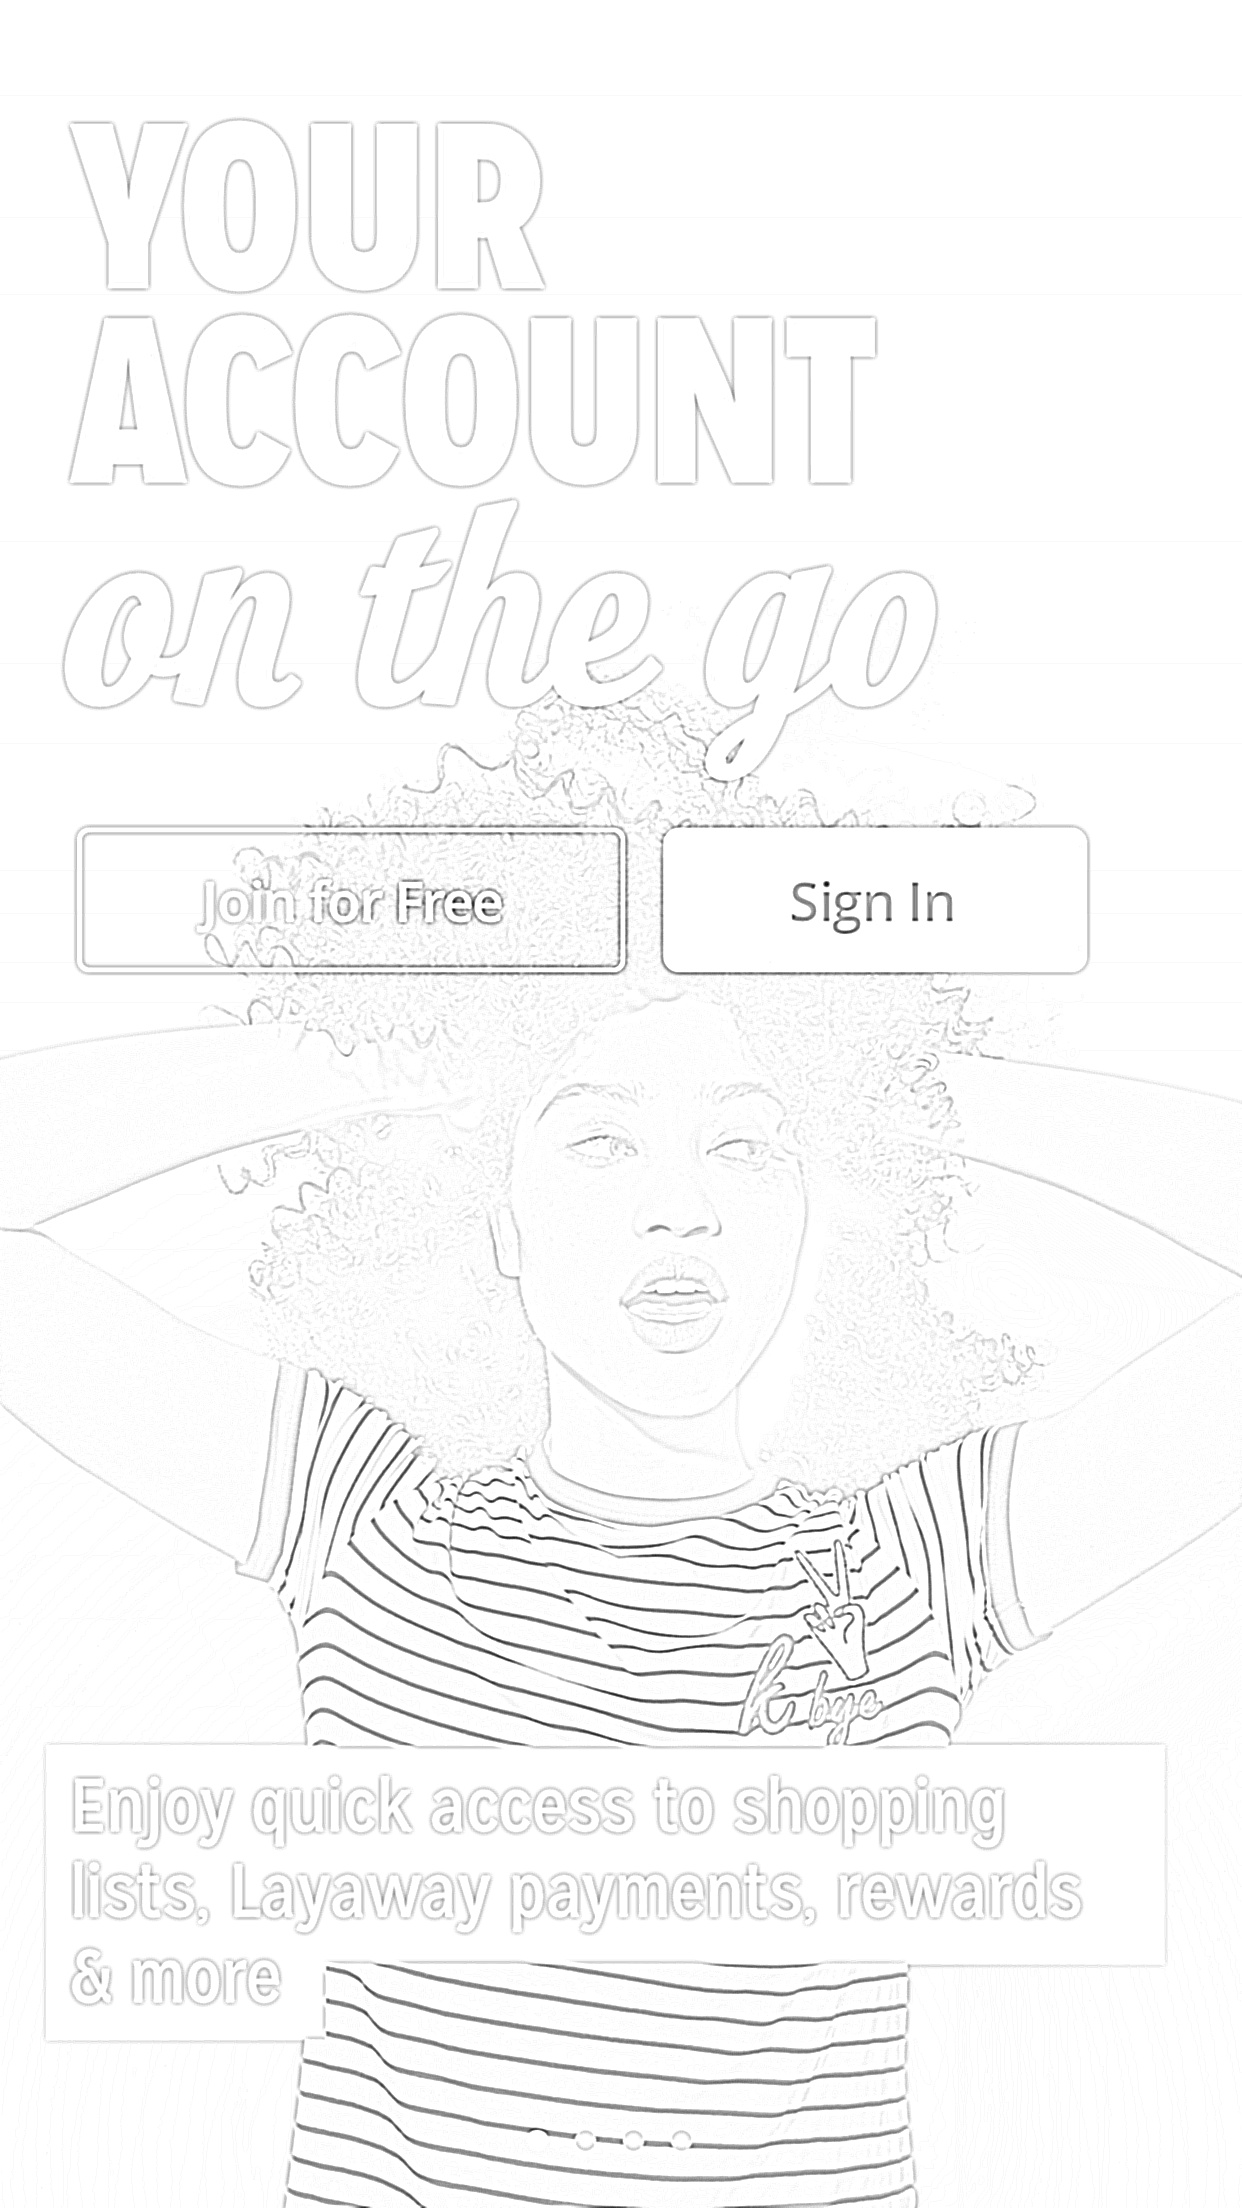 YOUR
ACCOUNT
on the go
Join for Free
Sign In
k bye
Enjoy quick access to shopping
lists, Layaway payments, rewards
& more